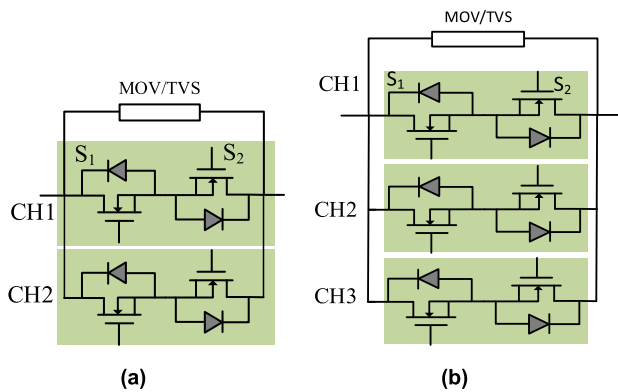 MOV/TVS
S₁ S₂
CH1
CH2
(a)
MOV/TVS
CH1
S₁ S₂
CH2
CH3
(b)